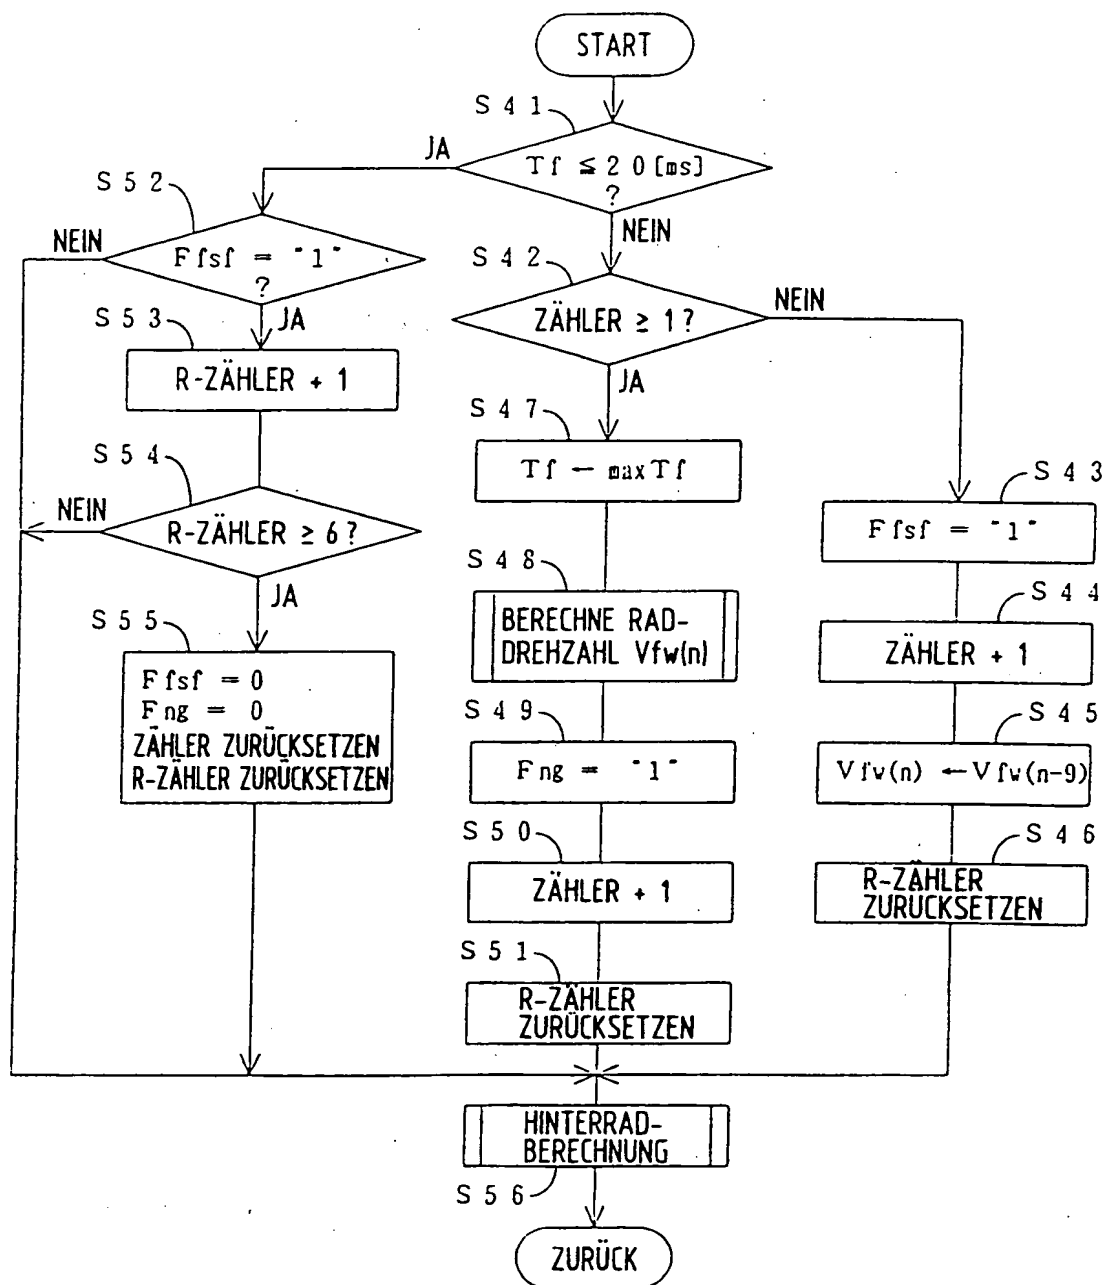 START
S 4 1
JA
Tf ≦ 2 0 [ms]
?
NEIN
S 5 2
NEIN
Ffsf = "1"
?
JA
S 4 2
ZÄHLER ≥ 1 ?
NEIN
JA
S 5 3
R-ZÄHLER + 1
S 4 7
Tf ← maxTf
S 5 4
NEIN
R-ZÄHLER ≥ 6 ?
JA
S 4 3
Ffsf = "1"
S 4 8
BERECHNE RAD-
DREHZAHL Vfw(n)
S 4 4
ZÄHLER + 1
S 5 5
Ffsf = 0
Fng = 0
ZÄHLER ZURÜCKSETZEN
R-ZÄHLER ZURÜCKSETZEN
S 4 9
Fng = "1"
S 4 5
Vfw(n) ← Vfw(n-9)
S 5 0
ZÄHLER + 1
S 4 6
R-ZÄHLER
ZURÜCKSETZEN
S 5 1
R-ZÄHLER
ZURÜCKSETZEN
HINTERRAD-
BERECHNUNG
S 5 6
ZURÜCK